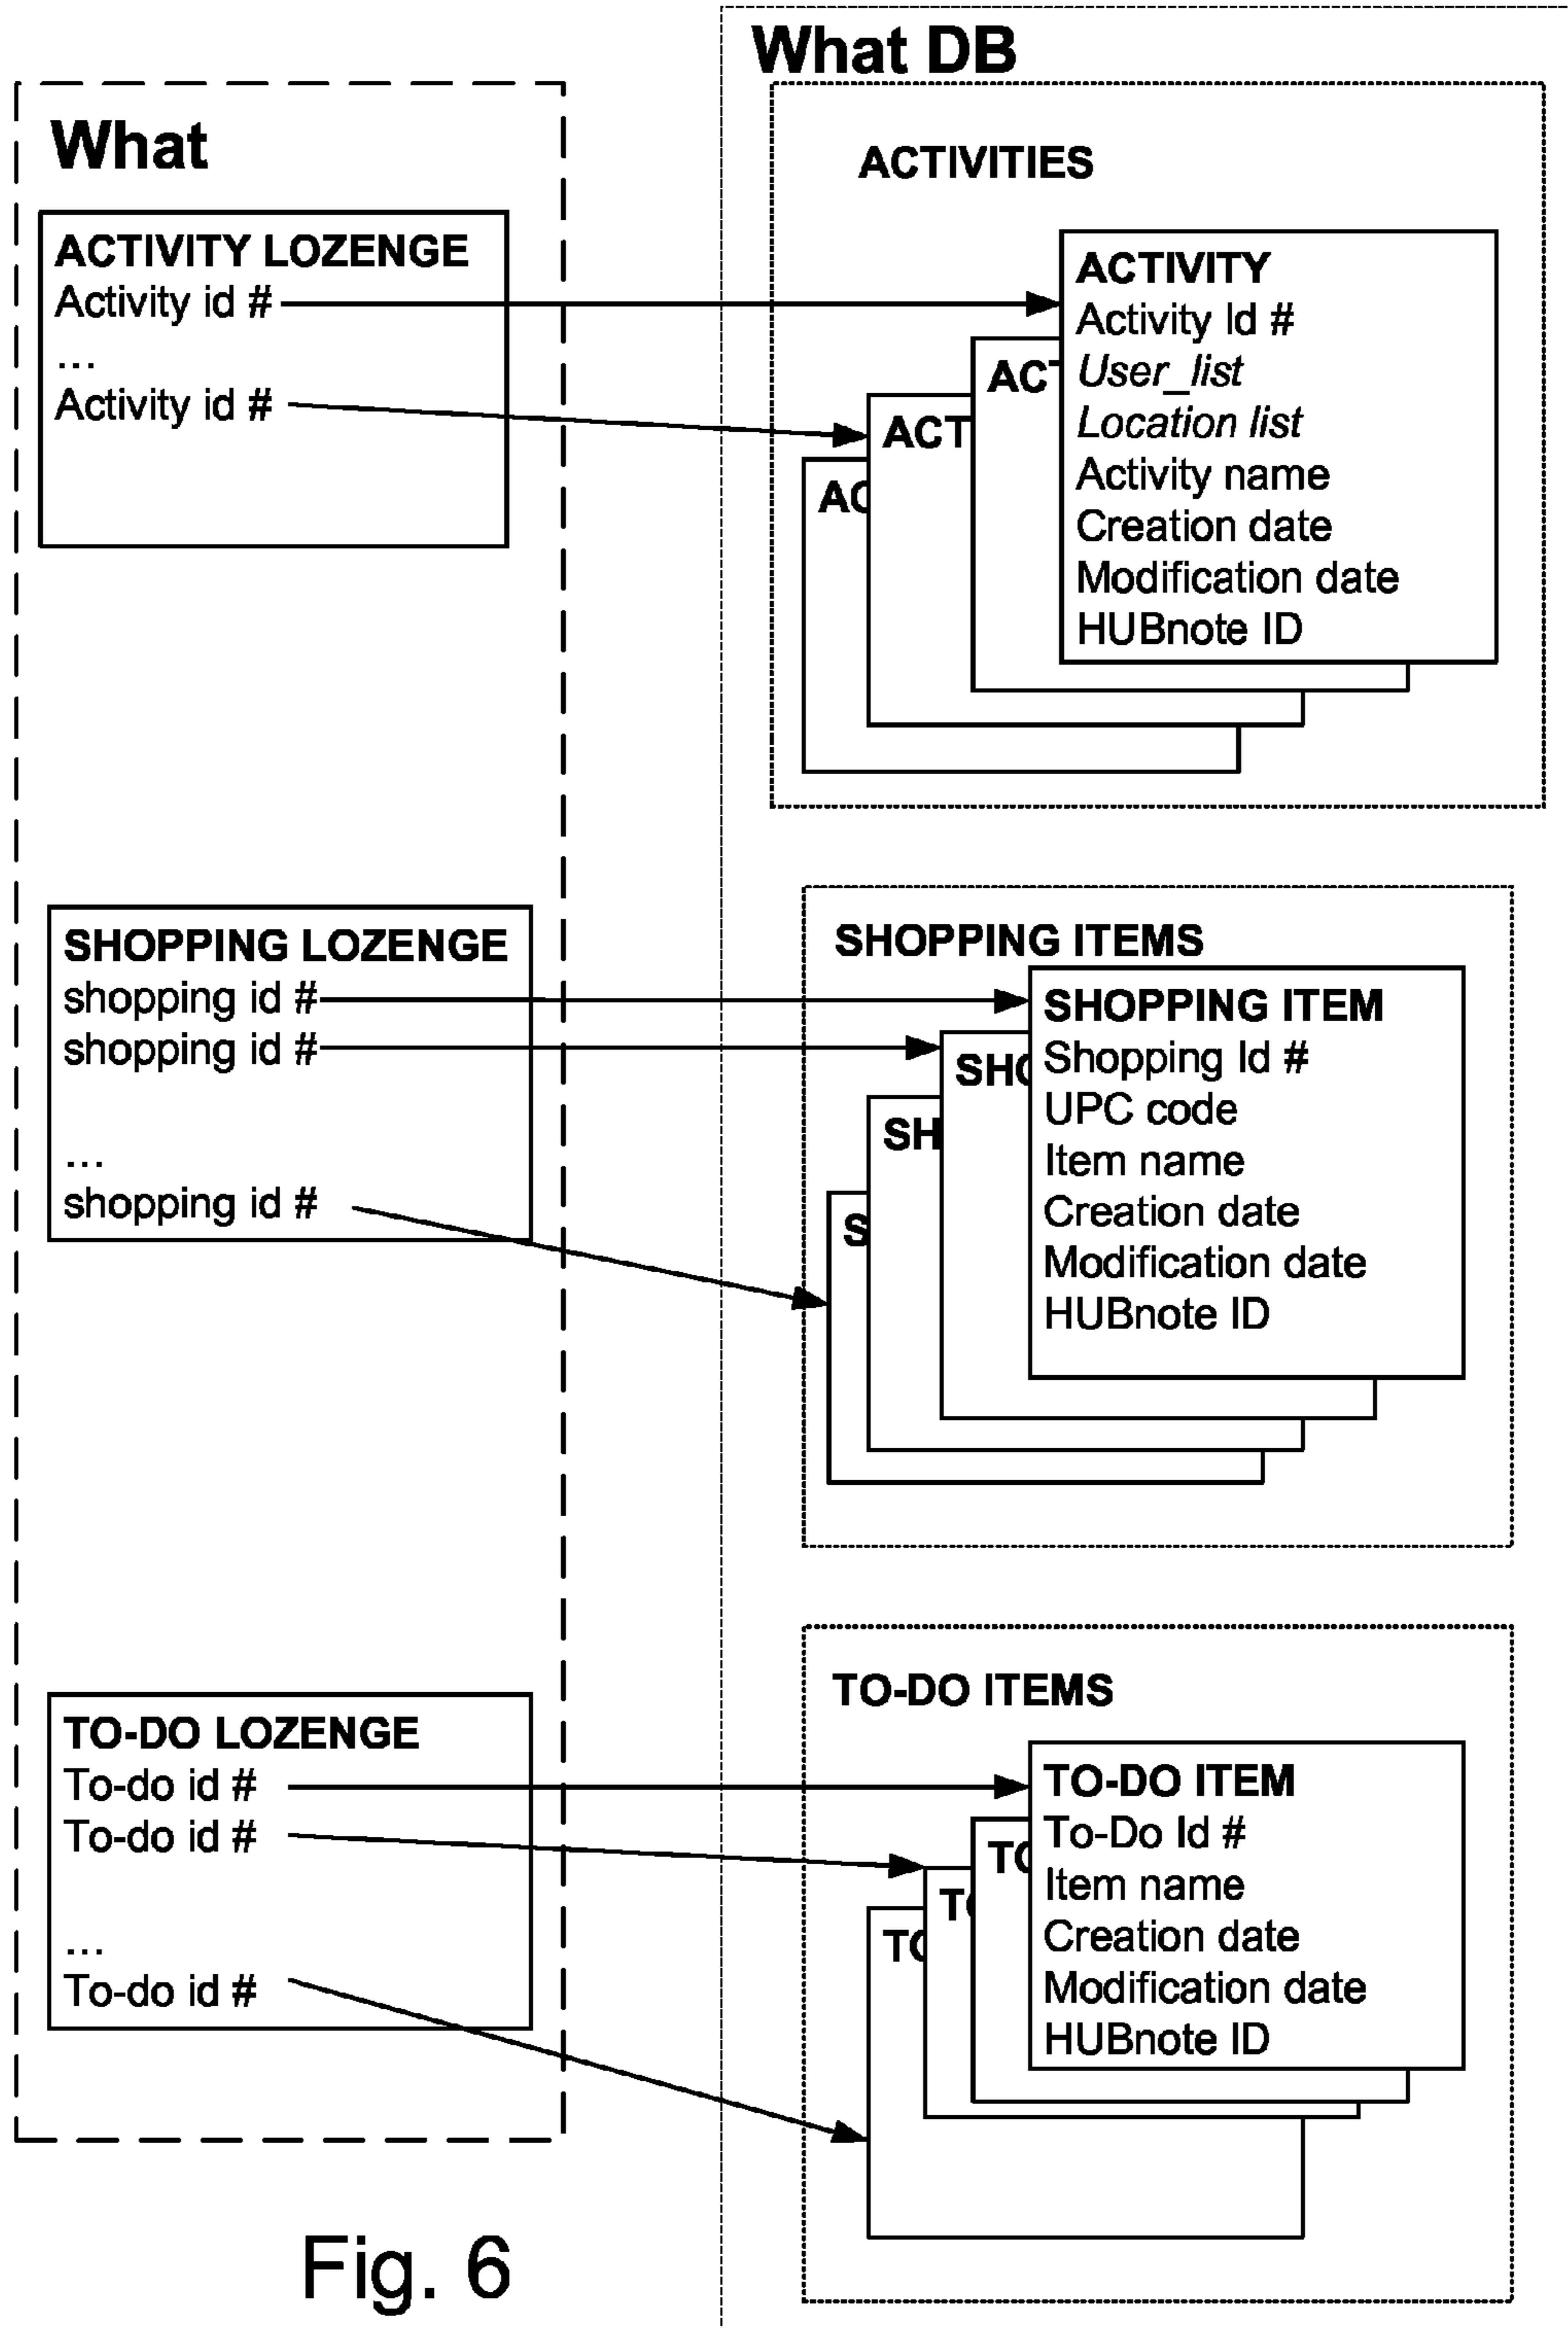 What DB
What
ACTIVITY LOZENGE
Activity id #
...
Activity id #
ACTIVITIES
ACTIVITY
Activity Id #
User_list
Location list
Activity name
Creation date
Modification date
HUBnote ID
ACT
ACT
AC
SHOPPING LOZENGE
shopping id #
shopping id #
...
shopping id #
SHOPPING ITEMS
SHOPPING ITEM
Shopping Id #
UPC code
Item name
Creation date
Modification date
HUBnote ID
SHO
SH
S
TO-DO LOZENGE
To-do id #
To-do id #
...
To-do id #
TO-DO ITEMS
TO-DO ITEM
To-Do Id #
Item name
Creation date
Modification date
HUBnote ID
TO
TO
TO
Fig. 6